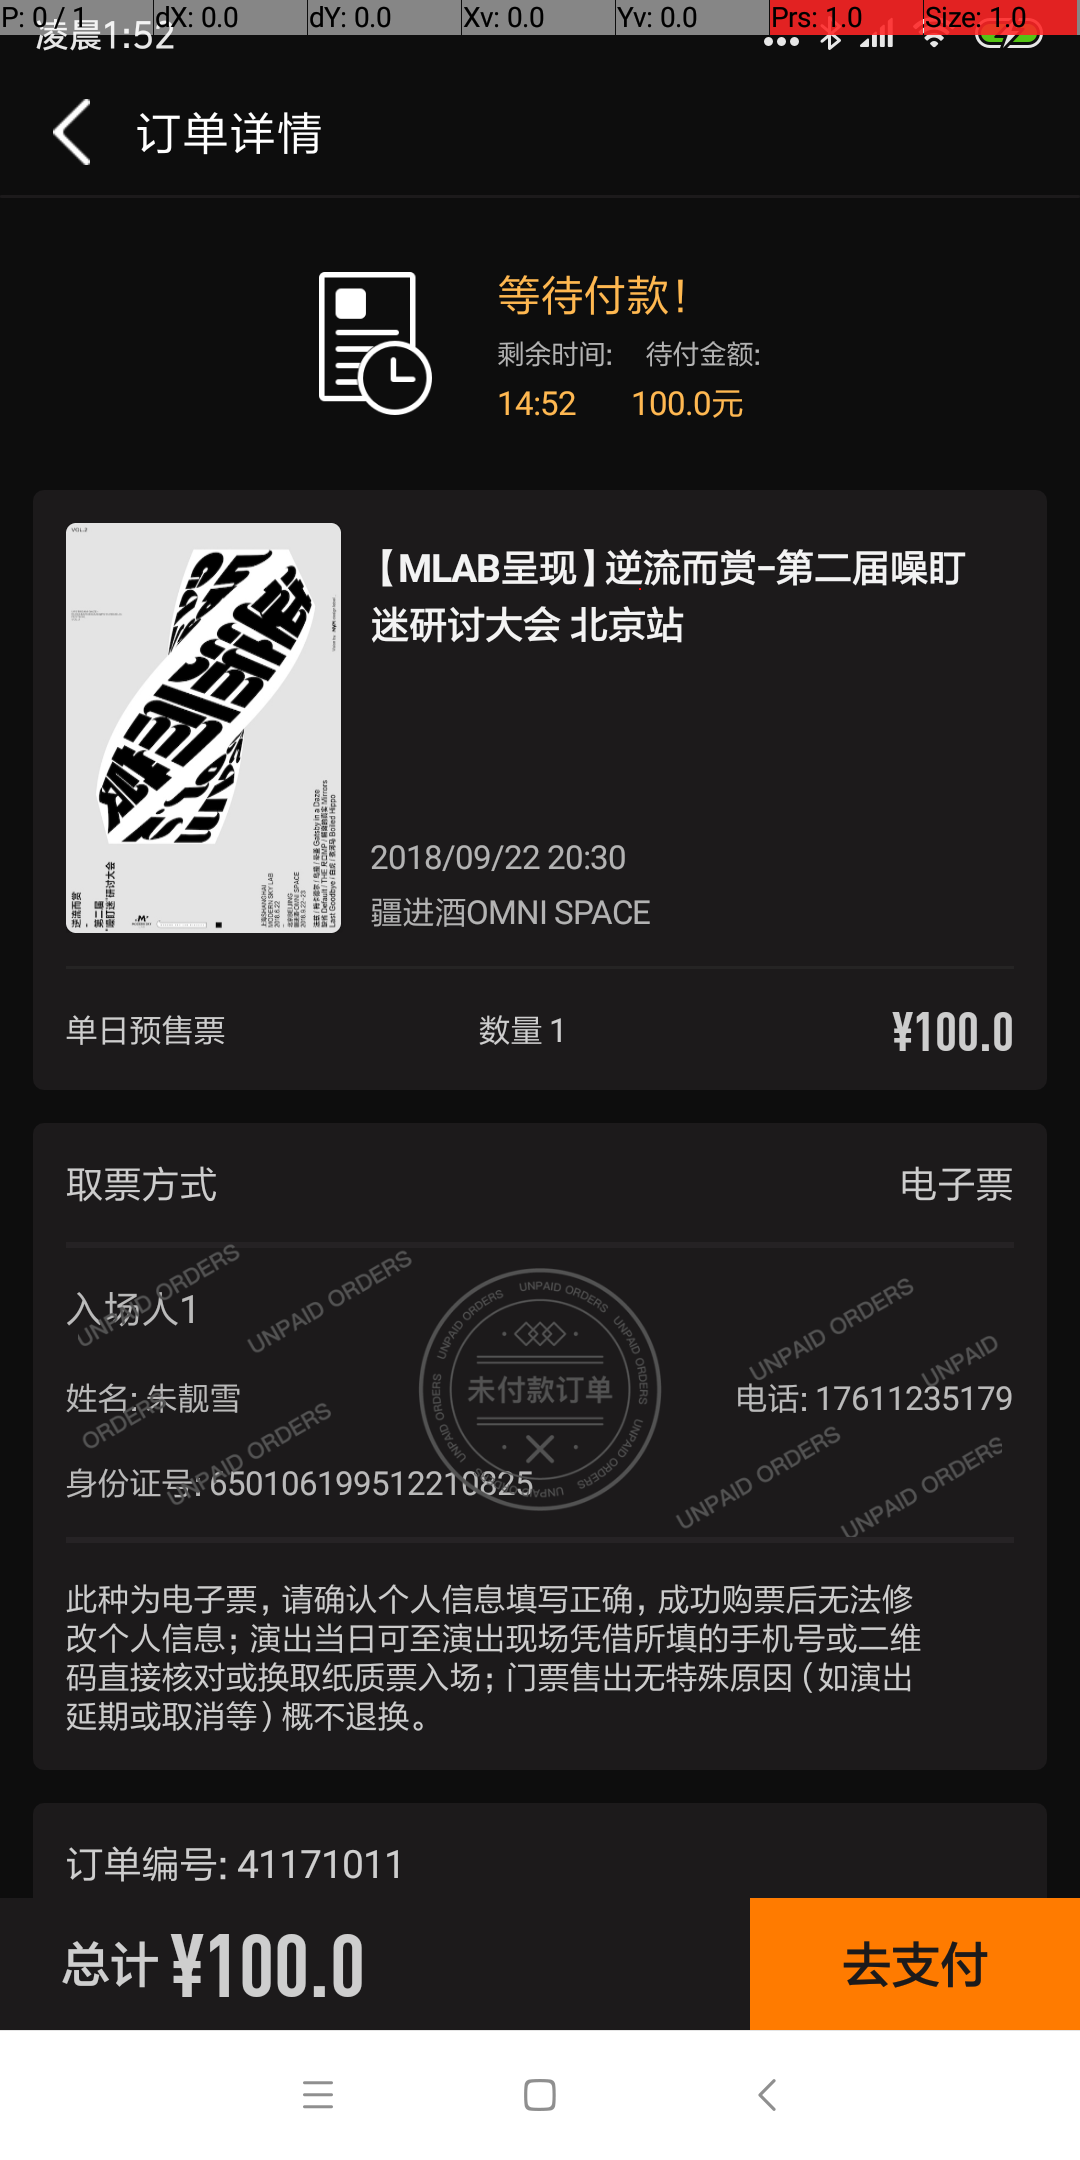 P: 0 / 1 dX: 0.0 dY: 0.0 Xv: 0.0 Yv: 0.0 Prs: 1.0 Size: 1.0
凌晨1:52
订单详情
等待付款!
剩余时间: 待付金额:
14:52 100.0元
【MLAB呈现】逆流而赏-第二届噪盯
迷研讨大会 北京站
2018/09/22 20:30
疆进酒OMNI SPACE
单日预售票 数量 1 ¥100.0
取票方式 电子票
入场人1
姓名: 朱靓雪 电话: 17611235179
身份证号: 650106199512210825
未付款订单
UNPAID ORDERS
此种为电子票，请确认个人信息填写正确，成功购票后无法修
改个人信息；演出当日可至演出现场凭借所填的手机号或二维
码直接核对或换取纸质票入场；门票售出无特殊原因（如演出
延期或取消等）概不退换。
订单编号: 41171011
总计 ¥100.0 去支付